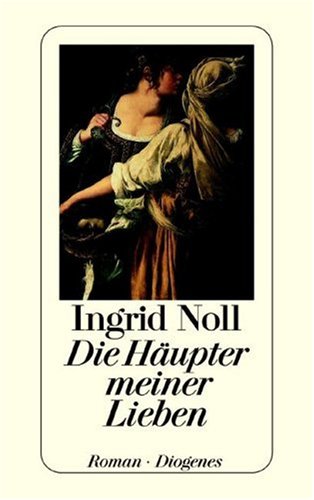 Ingrid Noll
Die Häupter
meiner
Lieben
Roman · Diogenes